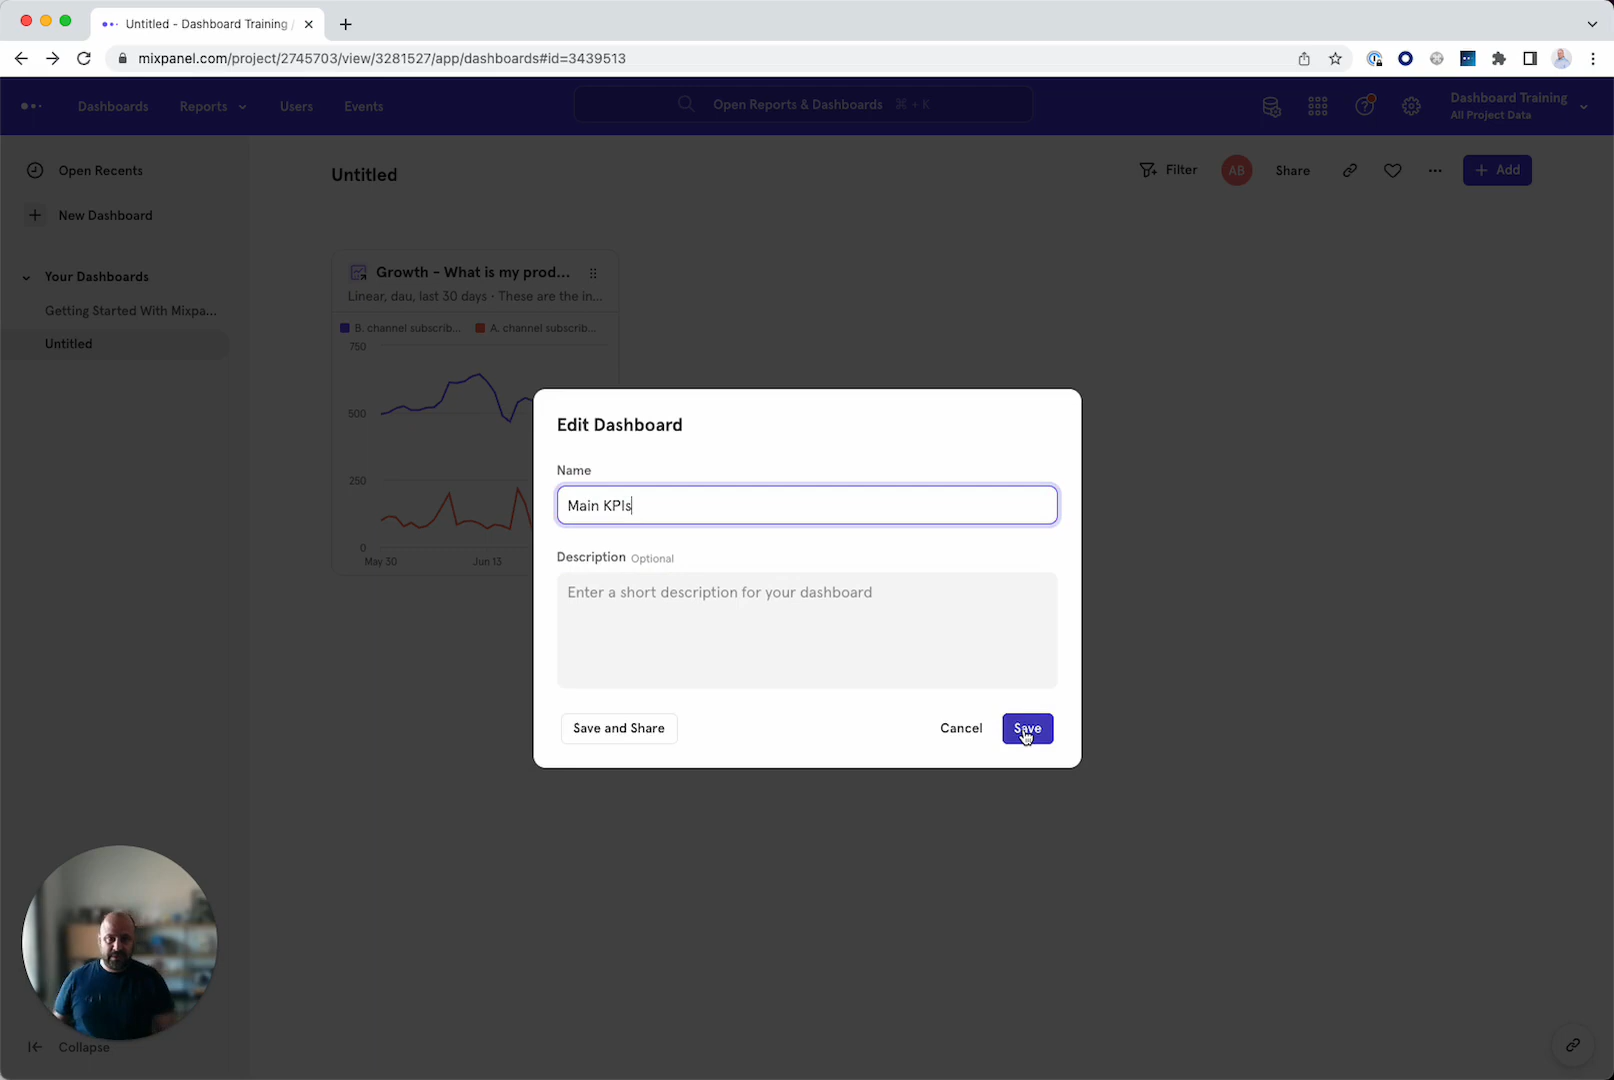 Untitled - Dashboard Training /
mixpanel.com/project/2745703/view/3281527/app/dashboards#id=3439513
Dashboards
Reports
Users
Events
Open Reports & Dashboards ⌘ + K
Dashboard Training
All Project Data
Open Recents
New Dashboard
Your Dashboards
Getting Started With Mixpa...
Untitled
Untitled
Filter
AB
Share
+ Add
Growth - What is my prod...
Linear, dau, last 30 days · These are the in...
B. channel subscrib...
A. channel subscrib...
750
500
250
0
May 30
Jun 13
Edit Dashboard
Name
Main KPIs
Description Optional
Enter a short description for your dashboard
Save and Share
Cancel
Save
Collapse